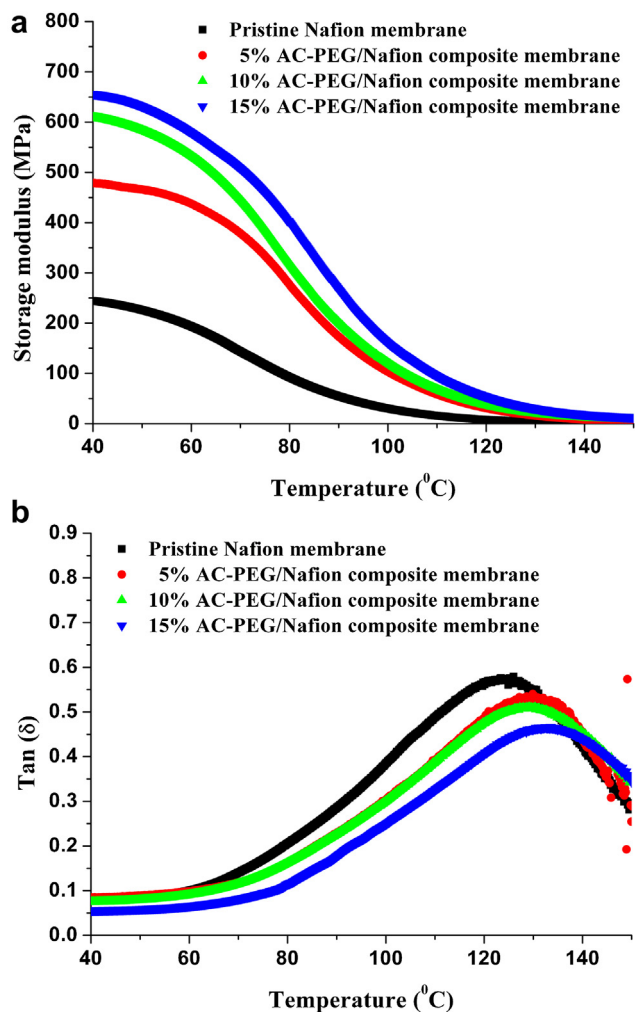 a
Pristine Nafion membrane
5% AC-PEG/Nafion composite membrane
10% AC-PEG/Nafion composite membrane
15% AC-PEG/Nafion composite membrane
800
700
600
500
400
300
200
100
0
Storage modulus (MPa)
40 60 80 100 120 140
Temperature (⁰C)
b
Pristine Nafion membrane
5% AC-PEG/Nafion composite membrane
10% AC-PEG/Nafion composite membrane
15% AC-PEG/Nafion composite membrane
0.9
0.8
0.7
0.6
0.5
0.4
0.3
0.2
0.1
0.0
Tan (δ)
40 60 80 100 120 140
Temperature (⁰C)